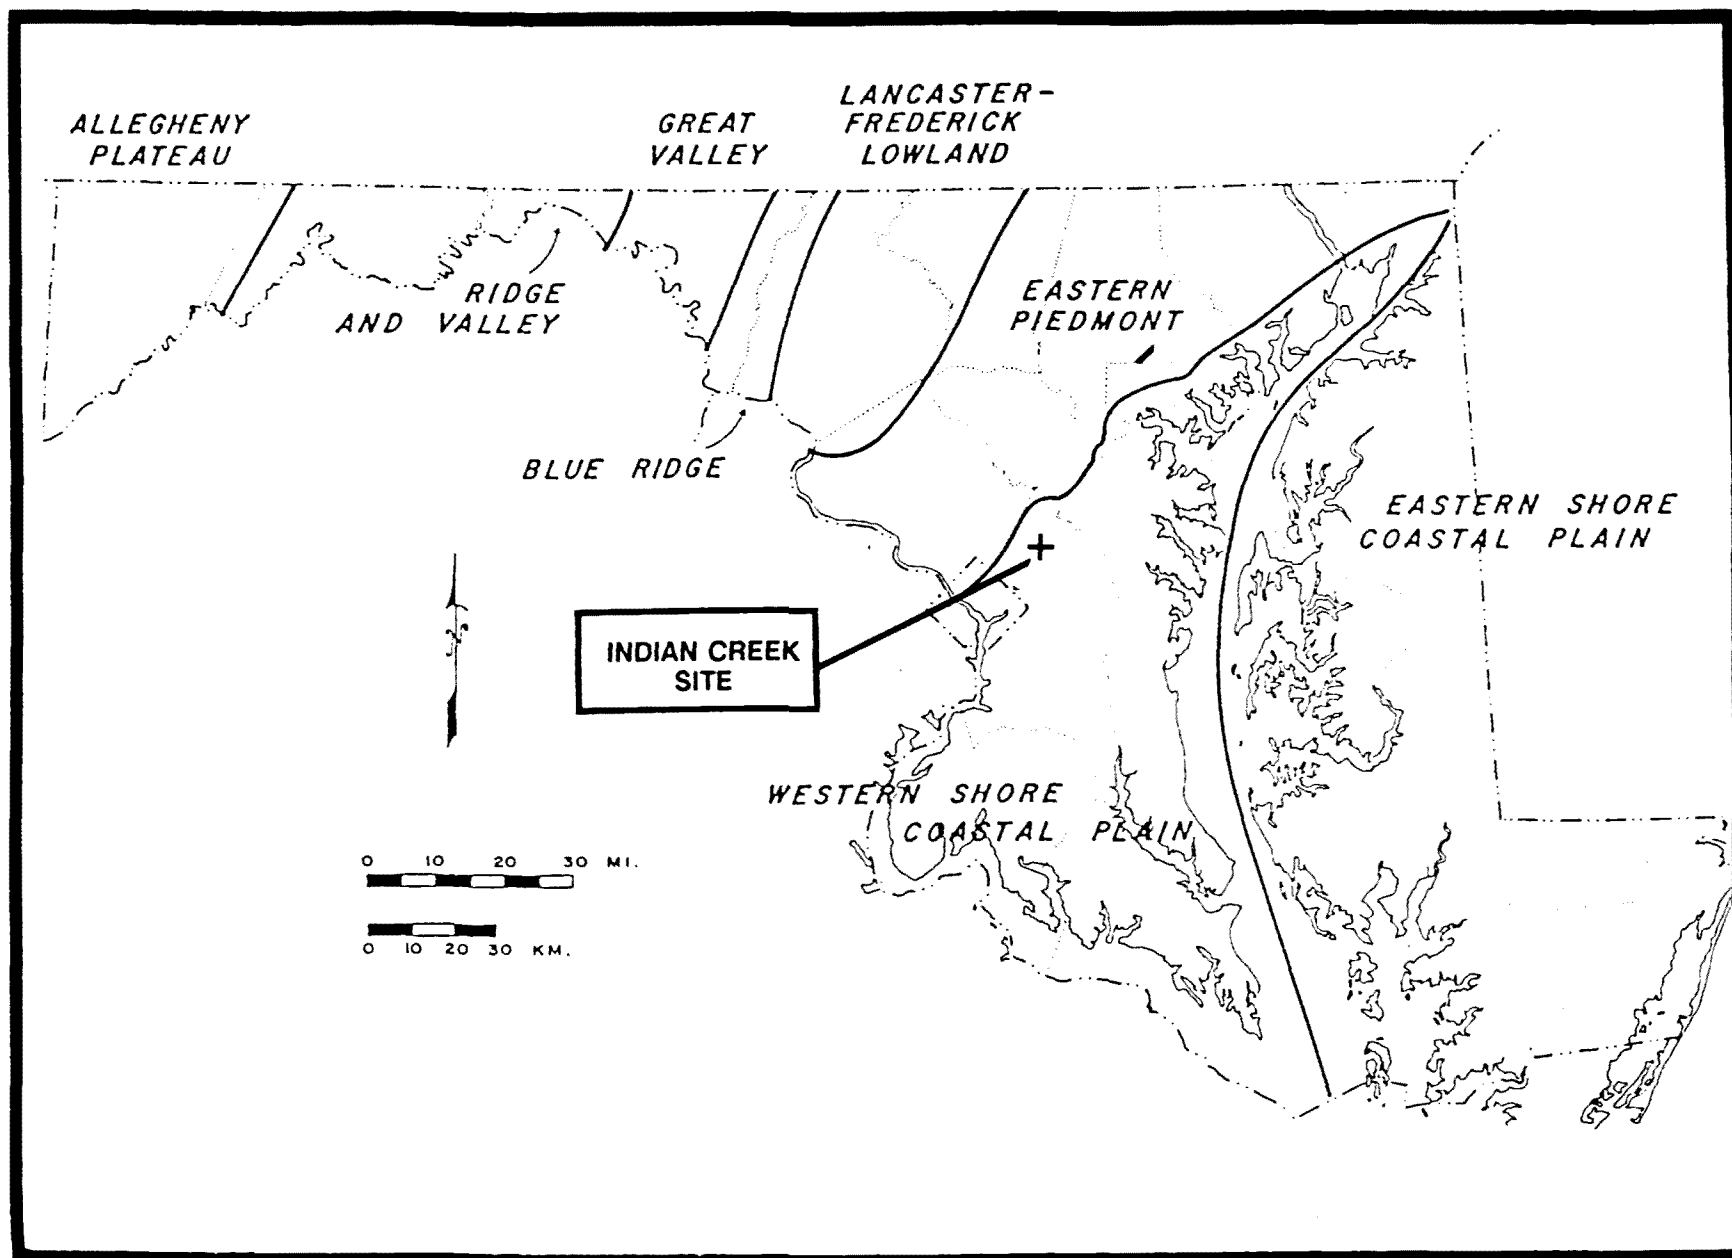 ALLEGHENY
PLATEAU
GREAT
VALLEY
LANCASTER-
FREDERICK
LOWLAND
RIDGE
AND VALLEY
EASTERN
PIEDMONT
BLUE RIDGE
EASTERN SHORE
COASTAL PLAIN
INDIAN CREEK
SITE
WESTERN SHORE
COASTAL PLAIN
0 10 20 30 MI.
0 10 20 30 KM.